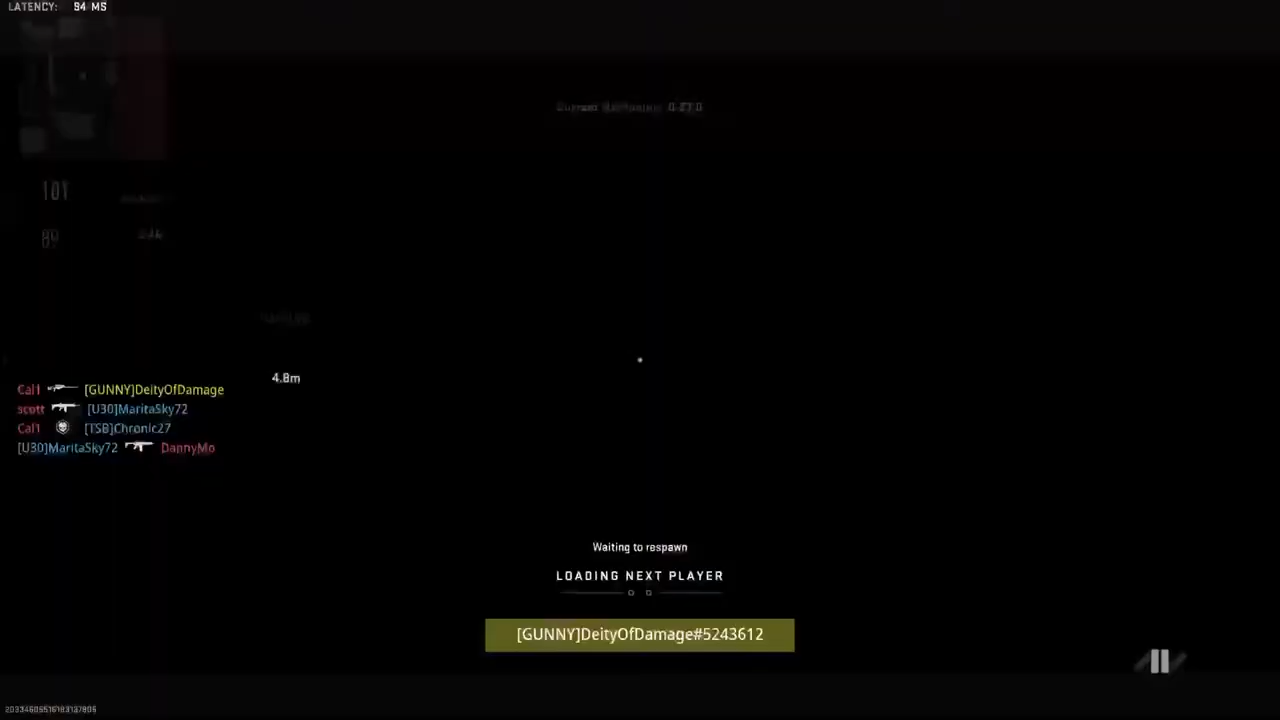 LATENCY: 94 MS
101
89
4.8m
Cal1 [GUNNY]DeityOfDamage
scott [U30]MaritaSky72
Cal1 [TSB]Chronic27
[U30]MaritaSky72 DannyMo
Waiting to respawn
LOADING NEXT PLAYER
[GUNNY]DeityOfDamage#5243612